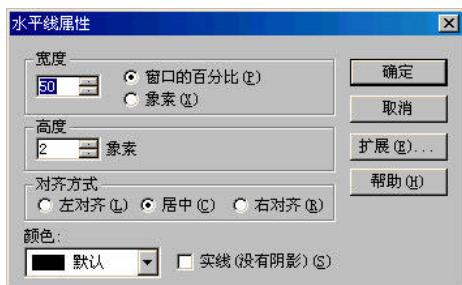 水平线属性
宽度
50
窗口的百分比(P)
象素(X)
高度
2 象素
对齐方式
左对齐(L) 居中(C) 右对齐(R)
颜色:
默认
实线(没有阴影)(S)
确定
取消
扩展(E)...
帮助(H)